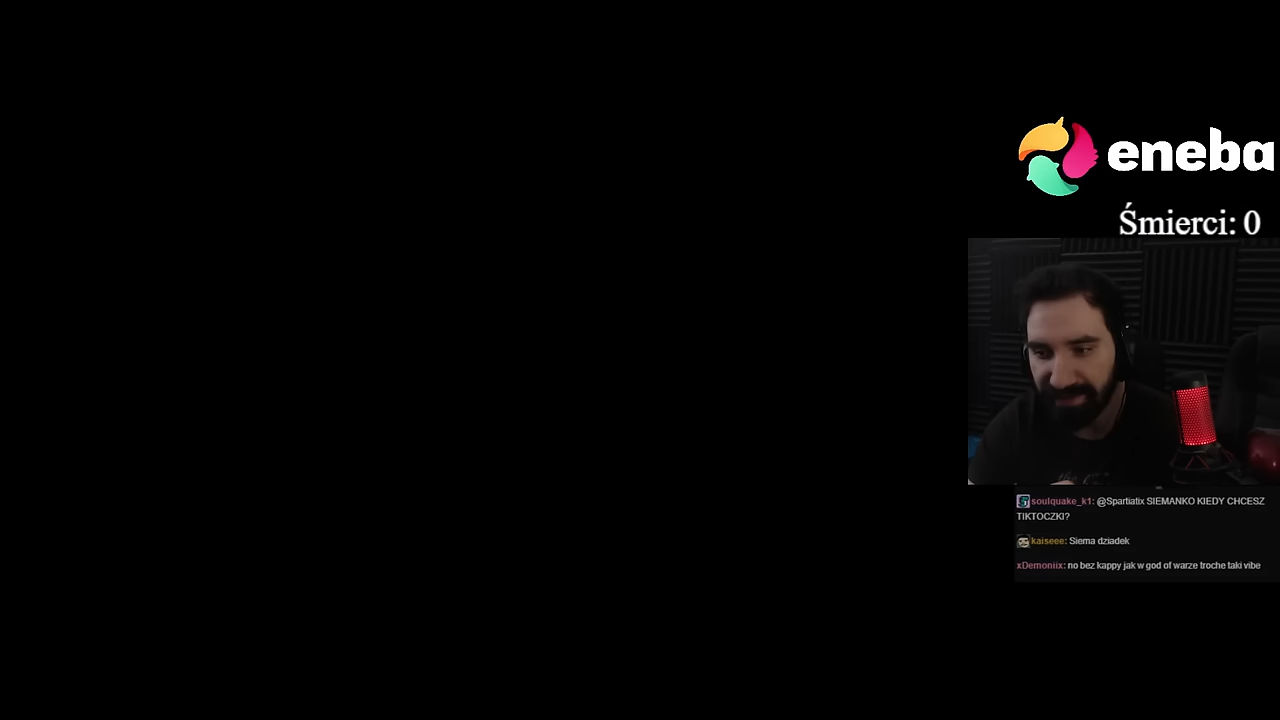 eneba
Śmierci: 0
soulquake_k1: @Spartiatix SIEMANKO KIEDY CHCESZ
TIKTOCZKI?
kaiseee: Siema dziadek
xDemoniix: no bez kappy jak w god of warze troche taki vibe